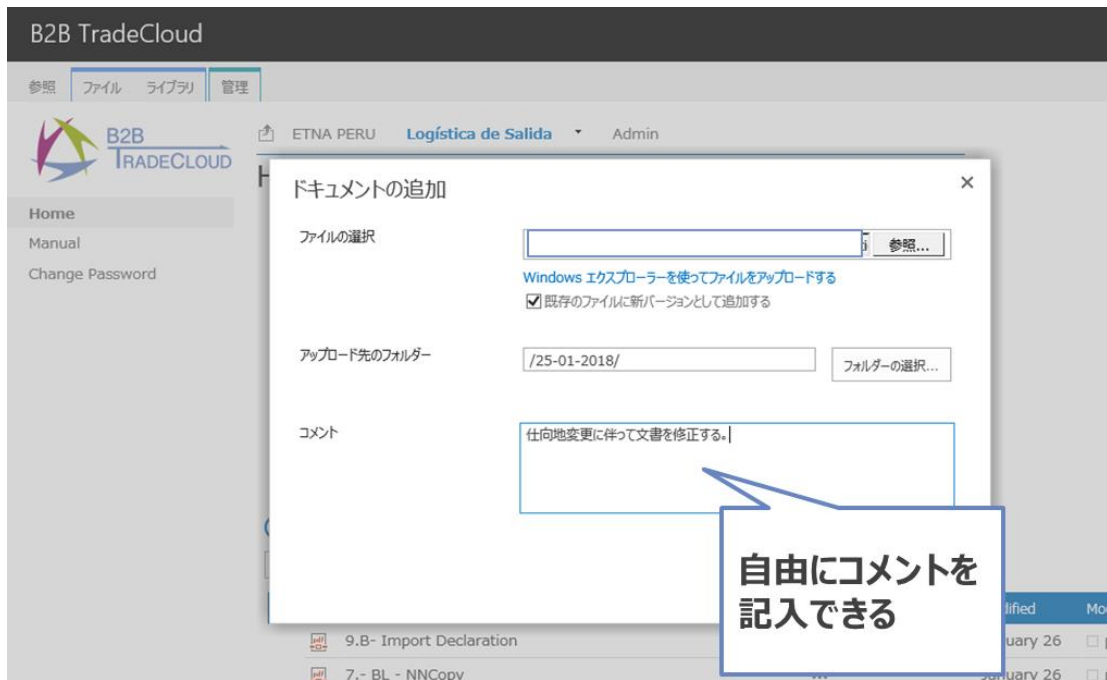 B2B TradeCloud
参照 ファイル ライブラリ 管理
B2B
TRADECLOUD
ETNA PERU Logística de Salida Admin
Home
Manual
Change Password
ドキュメントの追加
ファイルの選択
参照...
Windows エクスプローラーを使ってファイルをアップロードする
既存のファイルに新バージョンとして追加する
アップロード先のフォルダー
/25-01-2018/
フォルダーの選択...
コメント
仕向地変更に伴って文書を修正する。
自由にコメントを
記入できる
9.B- Import Declaration
7.- BL - NNCopy